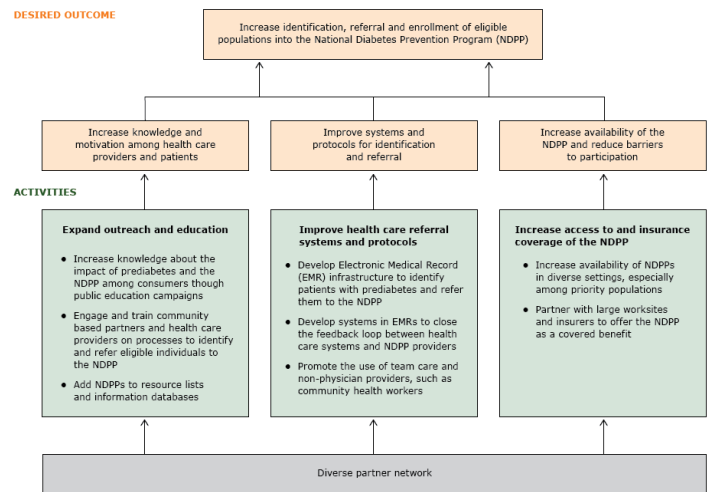 DESIRED OUTCOME
Increase identification, referral and enrollment of eligible
populations into the National Diabetes Prevention Program (NDPP)
Increase knowledge and
motivation among health care
providers and patients
Improve systems and
protocols for identification
and referral
Increase availability of the
NDPP and reduce barriers
to participation
ACTIVITIES
Expand outreach and education
● Increase knowledge about the
impact of prediabetes and the
NDPP among consumers though
public education campaigns
● Engage and train community
based partners and health care
providers on processes to identify
and refer eligible individuals to
the NDPP
● Add NDPPs to resource lists
and information databases
Improve health care referral
systems and protocols
● Develop Electronic Medical Record
(EMR) infrastructure to identify
patients with prediabetes and refer
them to the NDPP
● Develop systems in EMRs to close
the feedback loop between health
care systems and NDPP providers
● Promote the use of team care and
non-physician providers, such as
community health workers
Increase access to and insurance
coverage of the NDPP
● Increase availability of NDPPs
in diverse settings, especially
among priority populations
● Partner with large worksites
and insurers to offer the NDPP
as a covered benefit
Diverse partner network